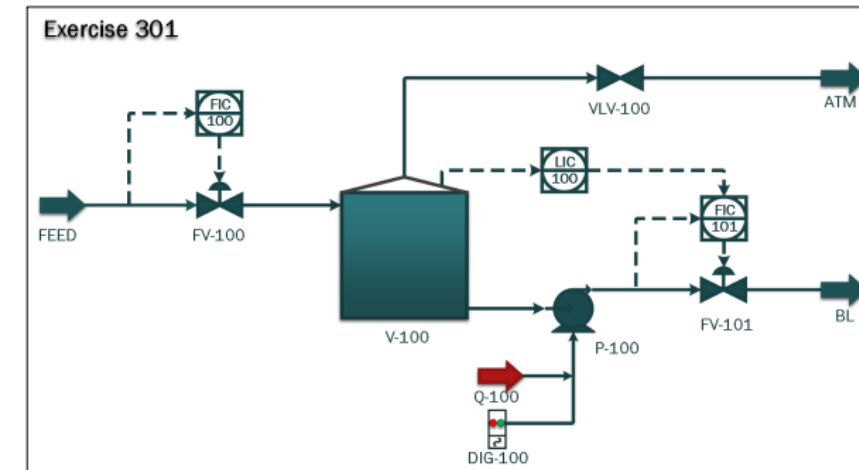 Exercise 301
FIC
100
VLV-100
ATM
LIC
100
FIC
101
FEED
FV-100
V-100
P-100
FV-101
BL
Q-100
DIG-100